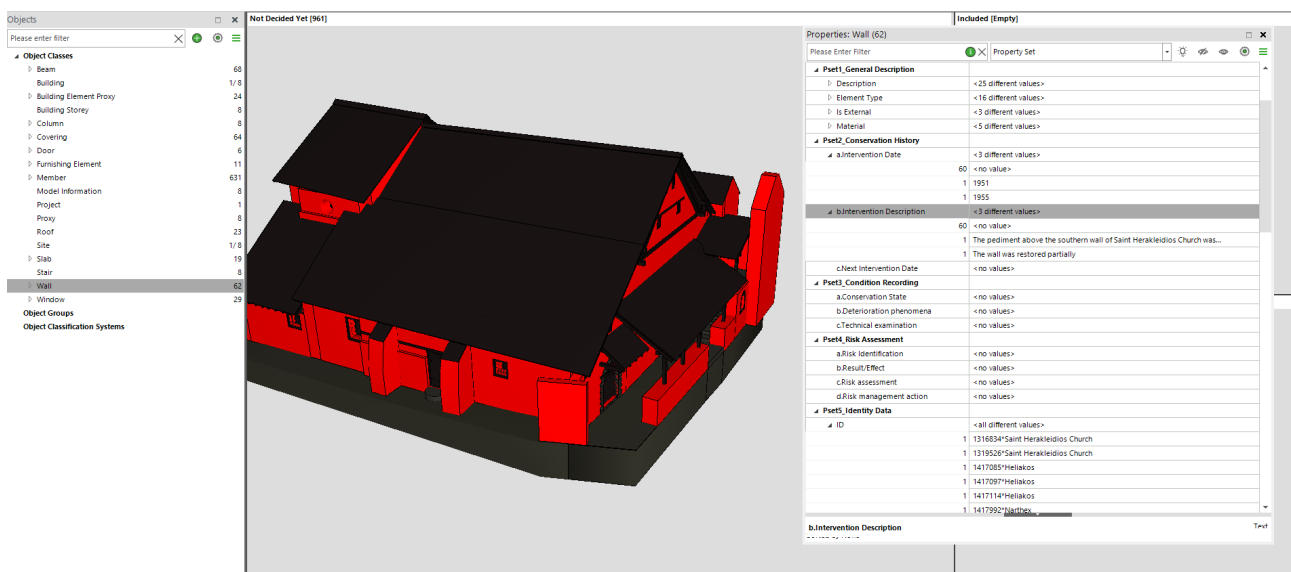 Objects
Please enter filter
Object Classes
Beam 68
Building 1/ 8
Building Element Proxy 24
Building Storey 8
Column 8
Covering 64
Door 6
Furnishing Element 11
Member 631
Model Information 8
Project 1
Proxy 8
Roof 23
Site 1/ 8
Slab 19
Stair 8
Wall 62
Window 29
Object Groups
Object Classification Systems
Not Decided Yet [961]
Included [Empty]
Properties: Wall (62)
Please Enter Filter
Property Set
Pset1_General Description
Description <25 different values>
Element Type <16 different values>
Is External <3 different values>
Material <5 different values>
Pset2_Conservation History
a.Intervention Date <3 different values>
60 <no value>
1 1951
1 1955
b.Intervention Description <3 different values>
60 <no value>
1 The pediment above the southern wall of Saint Herakleidios Church was...
1 The wall was restored partially
c.Next Intervention Date <no values>
Pset3_Condition Recording
a.Conservation State <no values>
b.Deterioration phenomena <no values>
c.Technical examination <no values>
Pset4_Risk Assessment
a.Risk Identification <no values>
b.Result/Effect <no values>
c.Risk assessment <no values>
d.Risk management action <no values>
Pset5_Identity Data
ID <all different values>
1 1316834*Saint Herakleidios Church
1 1319526*Saint Herakleidios Church
1 1417085*Heliakos
1 1417097*Heliakos
1 1417114*Heliakos
1 1417992*Narthex
b.Intervention Description Text